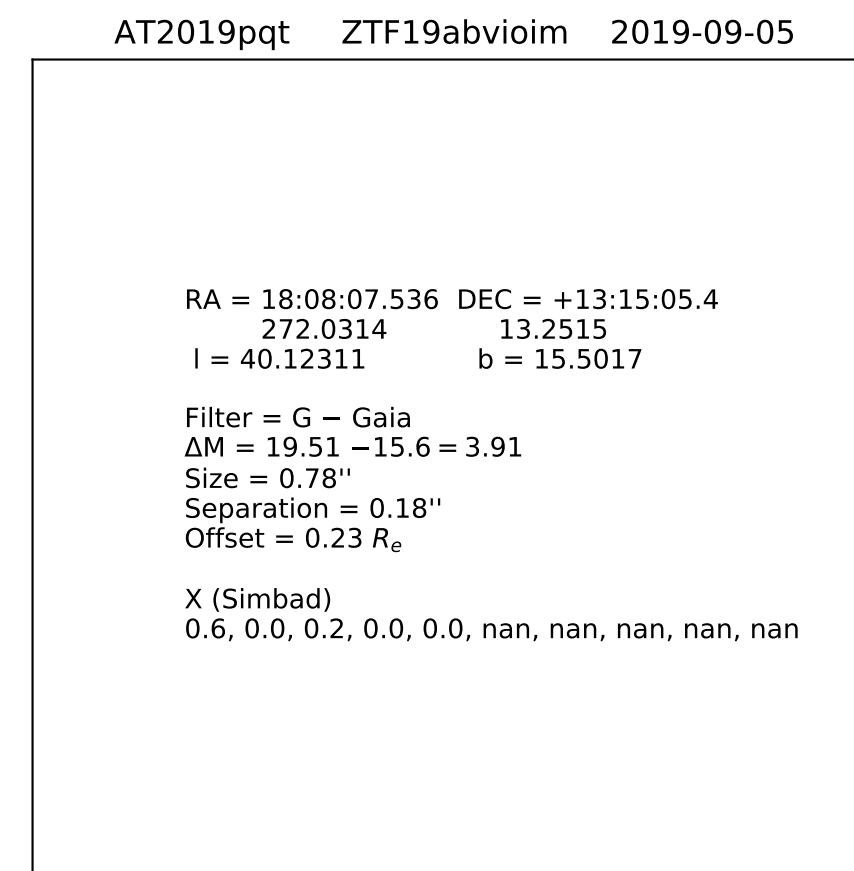 AT2019pqt ZTF19abvioim 2019-09-05
RA = 18:08:07.536 DEC = +13:15:05.4
272.0314 13.2515
l = 40.12311 b = 15.5017
Filter = G − Gaia
ΔM = 19.51 −15.6 = 3.91
Size = 0.78''
Separation = 0.18''
Offset = 0.23 Re
X (Simbad)
0.6, 0.0, 0.2, 0.0, 0.0, nan, nan, nan, nan, nan